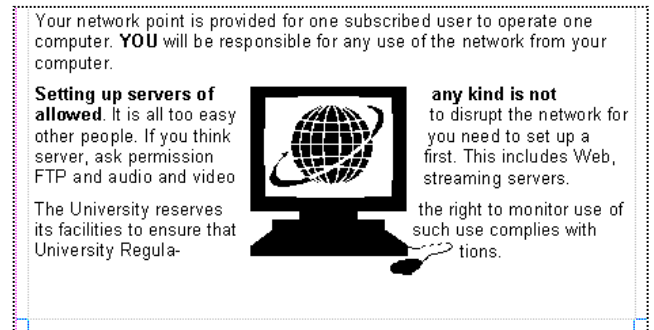 Your network point is provided for one subscribed user to operate one
computer. YOU will be responsible for any use of the network from your
computer.
Setting up servers of any kind is not
allowed. It is all too easy to disrupt the network for
other people. If you think you need to set up a
server, ask permission first. This includes Web,
FTP and audio and video streaming servers.
The University reserves the right to monitor use of
its facilities to ensure that such use complies with
University Regula- tions.